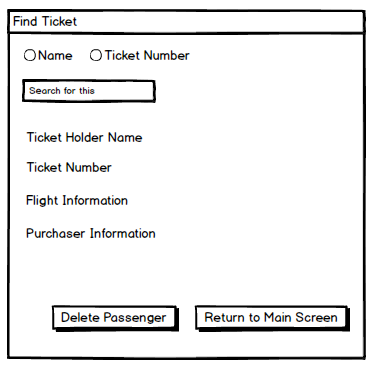 Find Ticket
Name Ticket Number
Search for this
Ticket Holder Name
Ticket Number
Flight Information
Purchaser Information
Delete Passenger Return to Main Screen